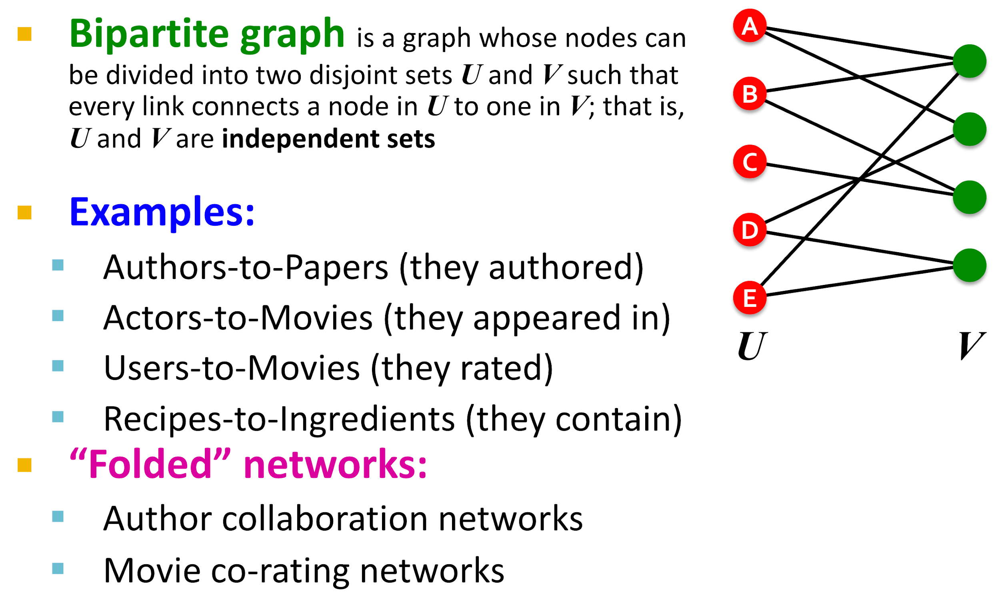 Bipartite graph is a graph whose nodes can
be divided into two disjoint sets U and V such that
every link connects a node in U to one in V; that is,
U and V are independent sets
Examples:
Authors-to-Papers (they authored)
Actors-to-Movies (they appeared in)
Users-to-Movies (they rated)
Recipes-to-Ingredients (they contain)
“Folded” networks:
Author collaboration networks
Movie co-rating networks
A
B
C
D
E
U V